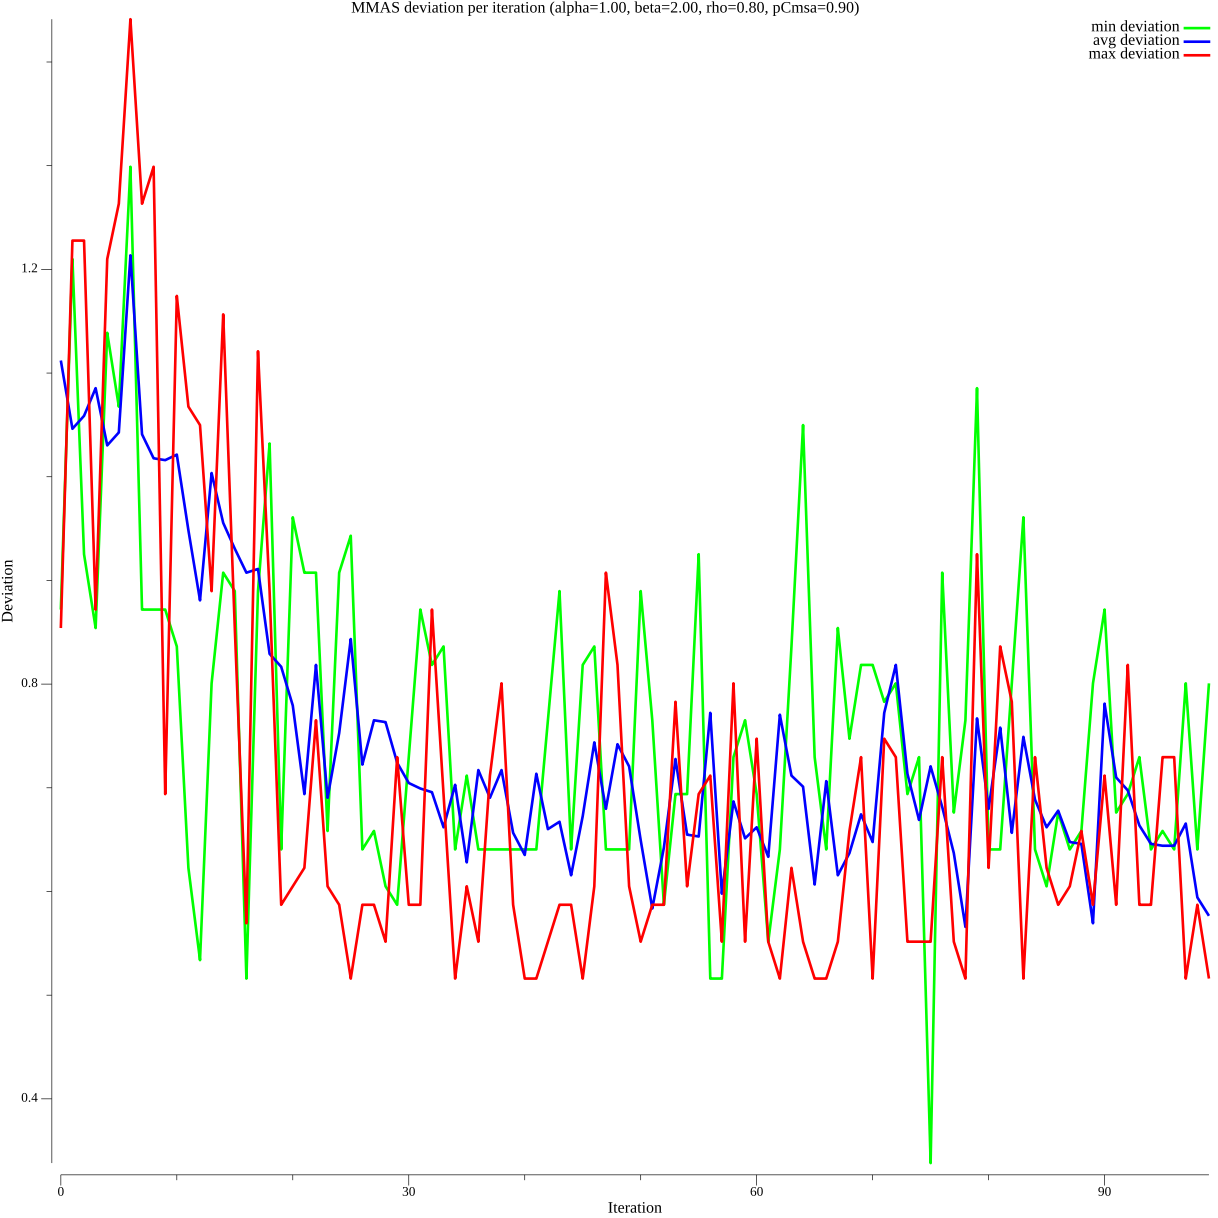 MMAS deviation per iteration (alpha=1.00, beta=2.00, rho=0.80, pCmsa=0.90)
min deviation
avg deviation
max deviation
1.2
0.8
0.4
Deviation
0 30 60 90
Iteration